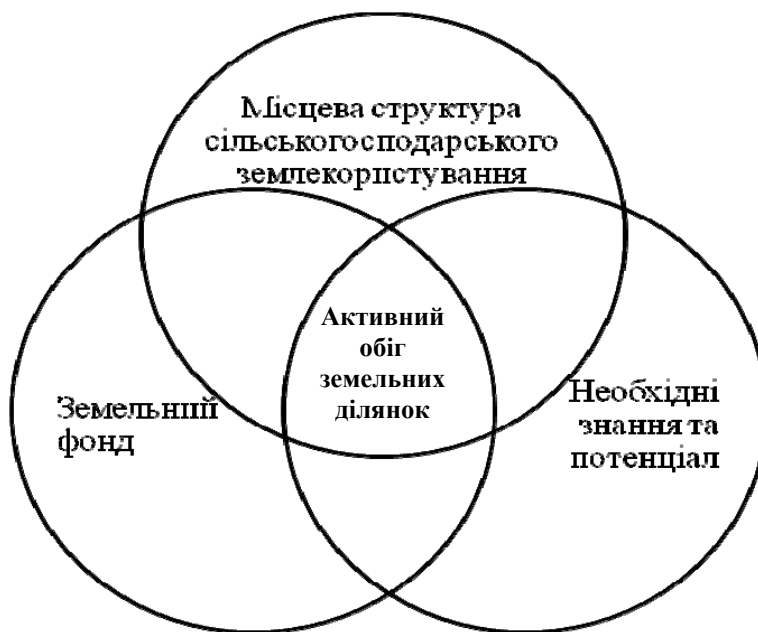 Місцева структура
сільськогосподарського
землекористування
Активний
обіг
земельних
ділянок
Земельний
фонд
Необхідні
знання та
потенціал